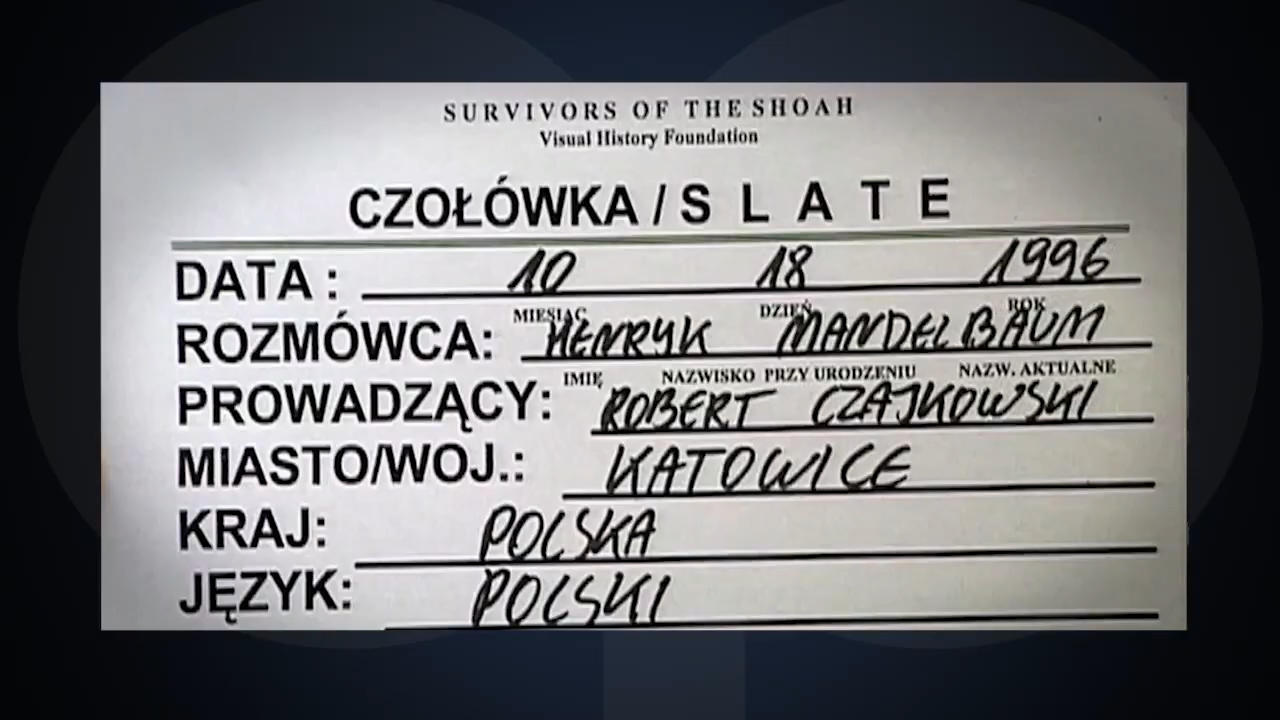 SURVIVORS OF THE SHOAH
Visual History Foundation
CZOŁÓWKA / S L A T E
DATA : 10 18 1996
MIESIĄC DZIEŃ ROK
ROZMÓWCA: HENRYK MANDELBAUM
IMIĘ NAZWISKO PRZY URODZENIU NAZW. AKTUALNE
PROWADZĄCY: ROBERT CZAJKOWSKI
MIASTO/WOJ.: KATOWICE
KRAJ: POLSKA
JĘZYK: POLSKI